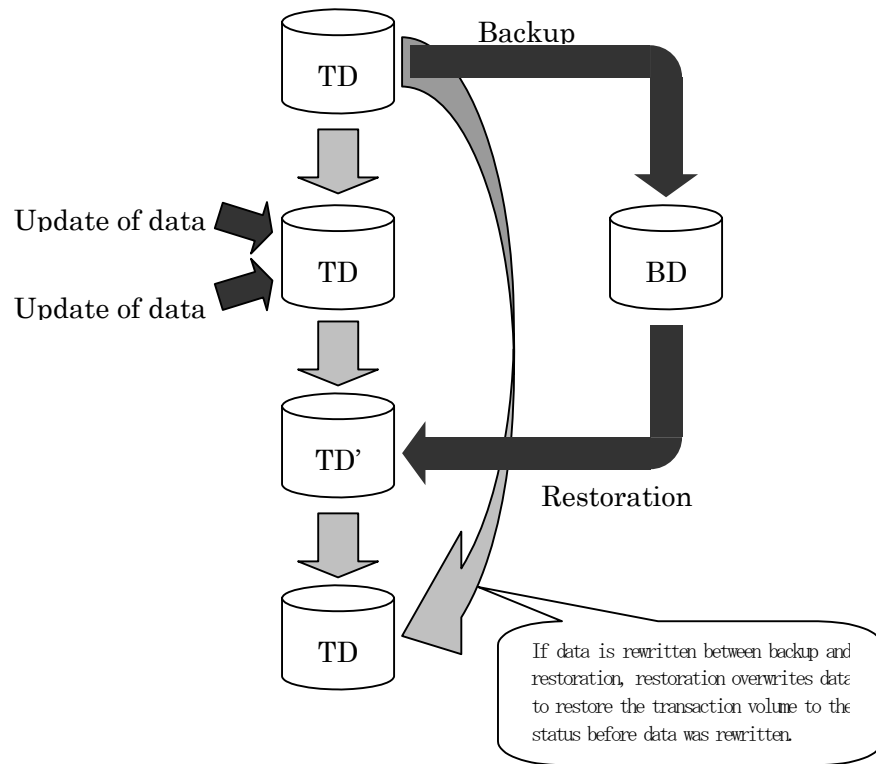 Backup
TD
Update of data
TD
BD
Update of data
TD’
Restoration
TD
If data is rewritten between backup and
restoration, restoration overwrites data
to restore the transaction volume to the
status before data was rewritten.